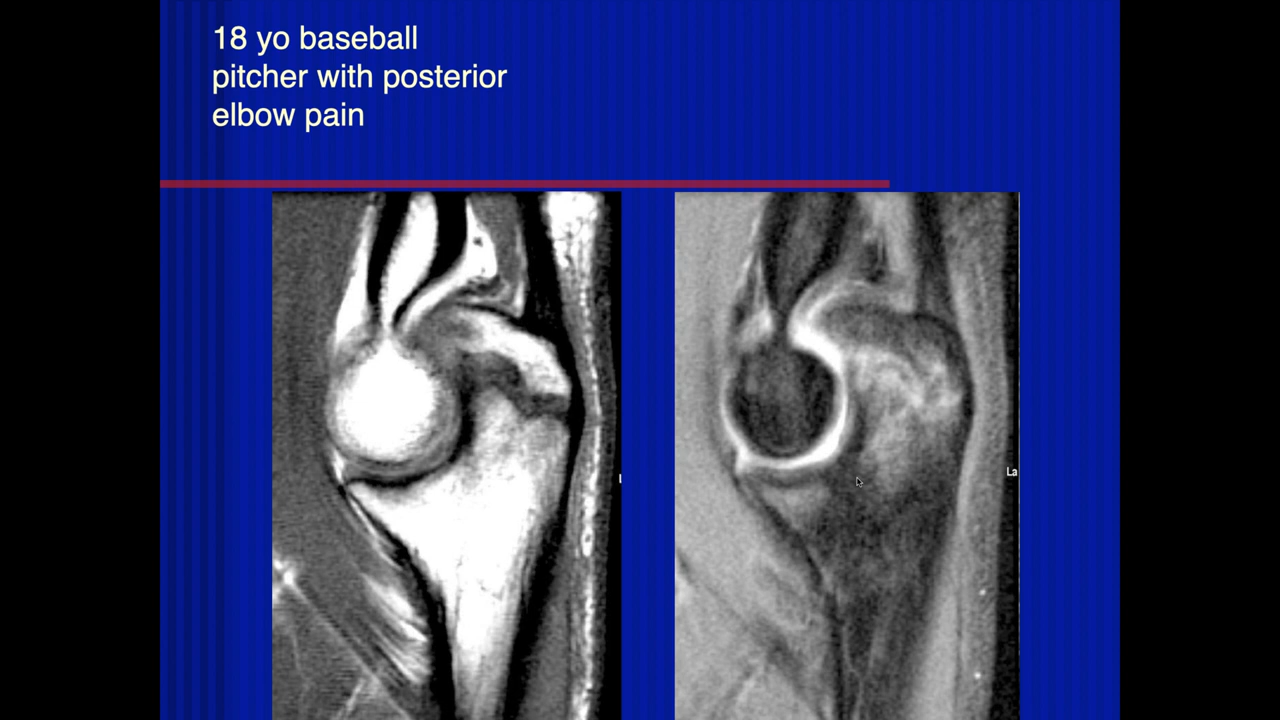 18 yo baseball
pitcher with posterior
elbow pain
La